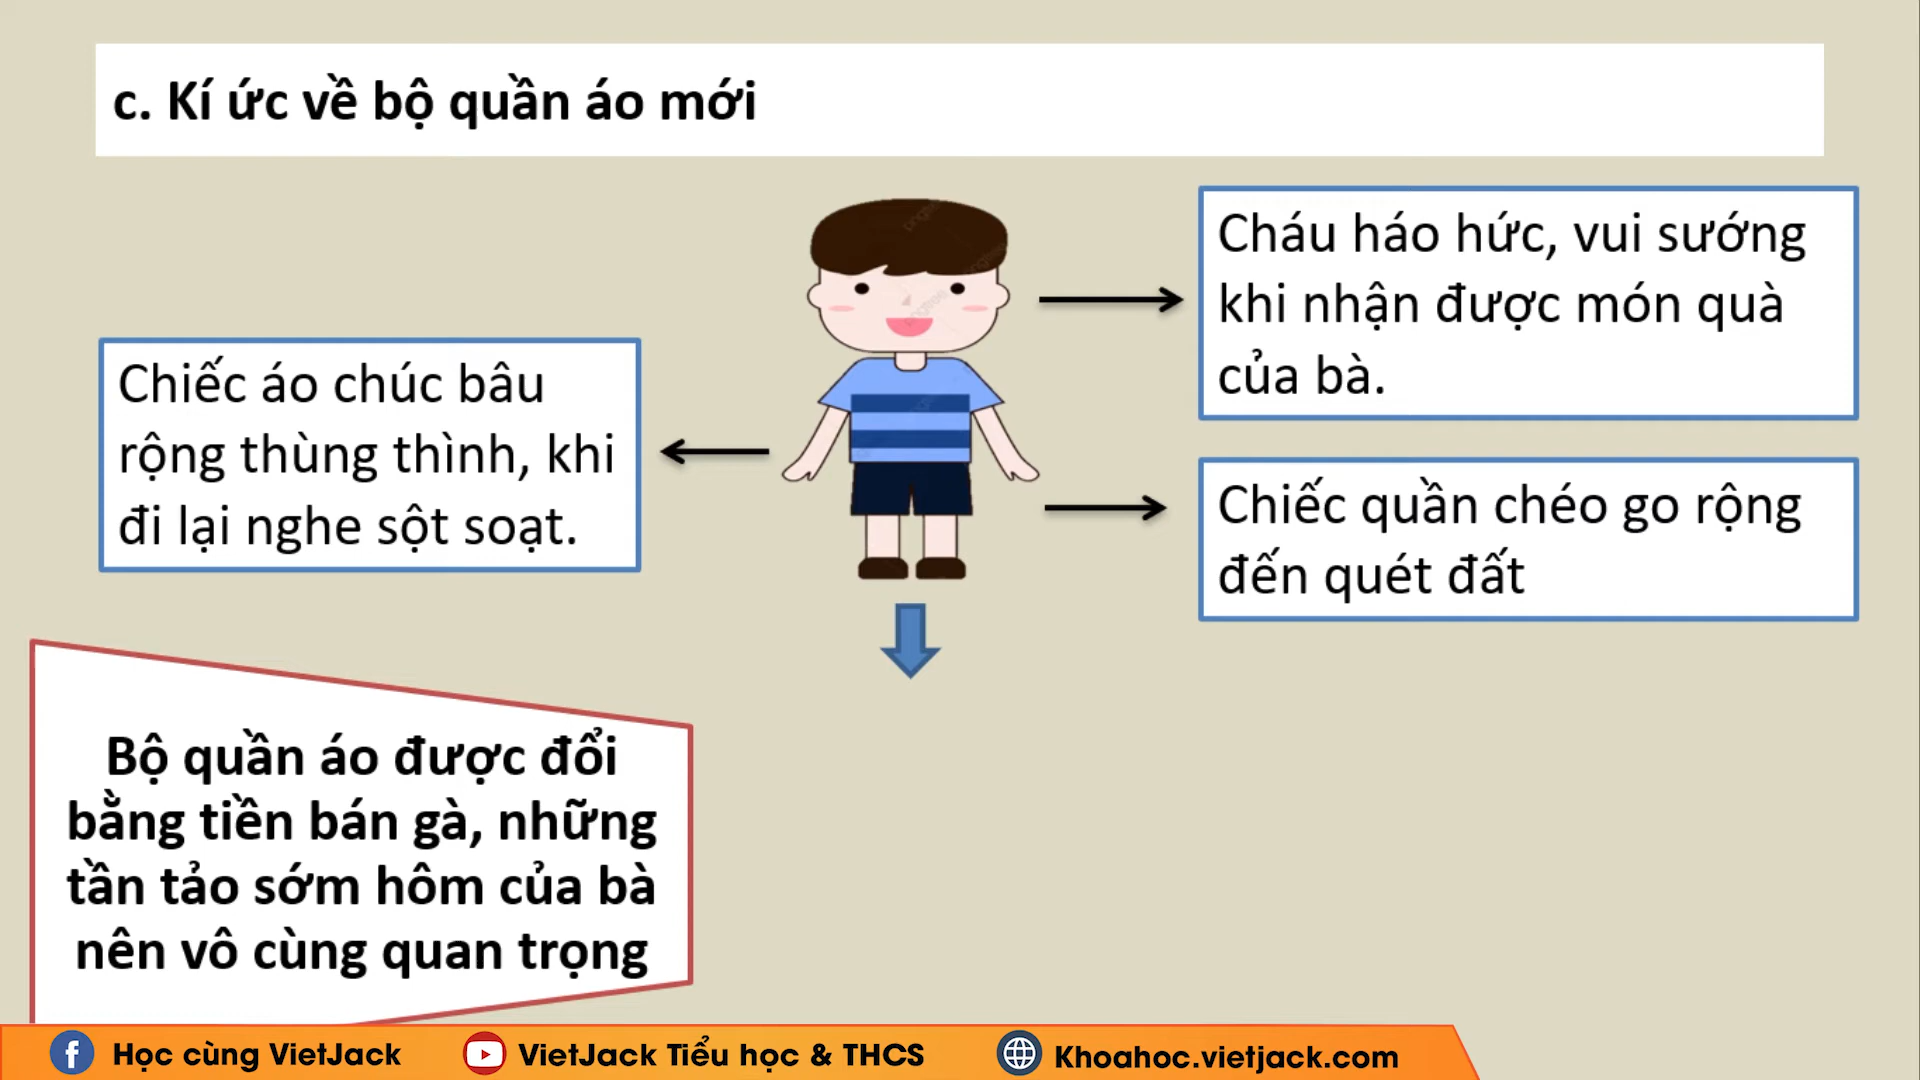 c. Kí ức về bộ quần áo mới
Cháu háo hức, vui sướng
khi nhận được món quà
của bà.
Chiếc áo chúc bâu
rộng thùng thình, khi
đi lại nghe sột soạt.
Chiếc quần chéo go rộng
đến quét đất
Bộ quần áo được đổi
bằng tiền bán gà, những
tần tảo sớm hôm của bà
nên vô cùng quan trọng
Học cùng VietJack
VietJack Tiểu học & THCS
Khoahoc.vietjack.com